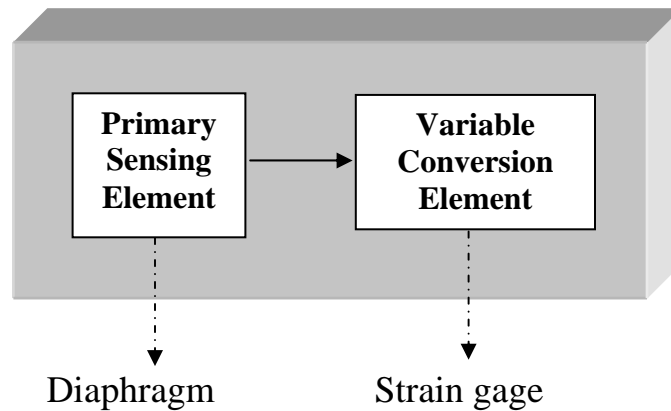 Primary
Sensing
Element
Variable
Conversion
Element
Diaphragm
Strain gage